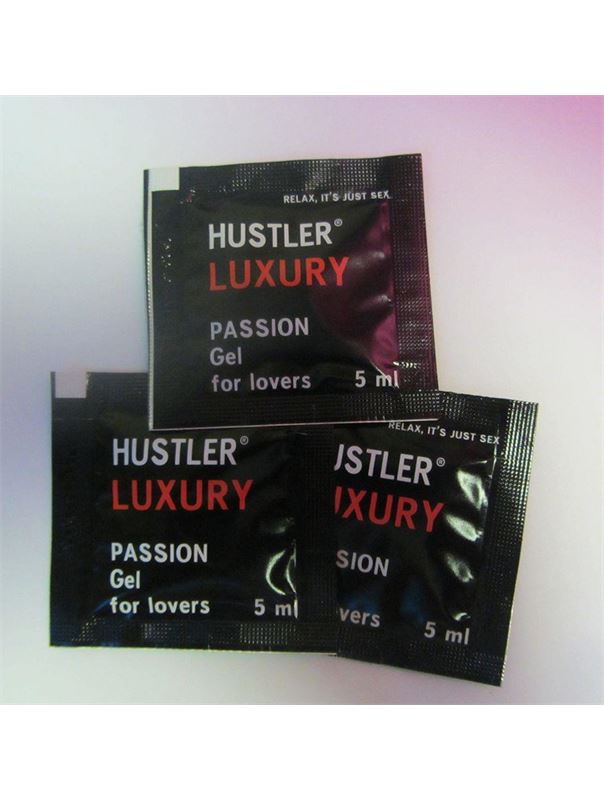 RELAX, IT'S JUST SEX.
HUSTLER®
LUXURY
PASSION
Gel
for lovers 5 ml
HUSTLER®
LUXURY
PASSION
Gel
for lovers 5 ml
RELAX, IT'S JUST SEX
USTLER®
UXURY
SSION
vers 5 ml